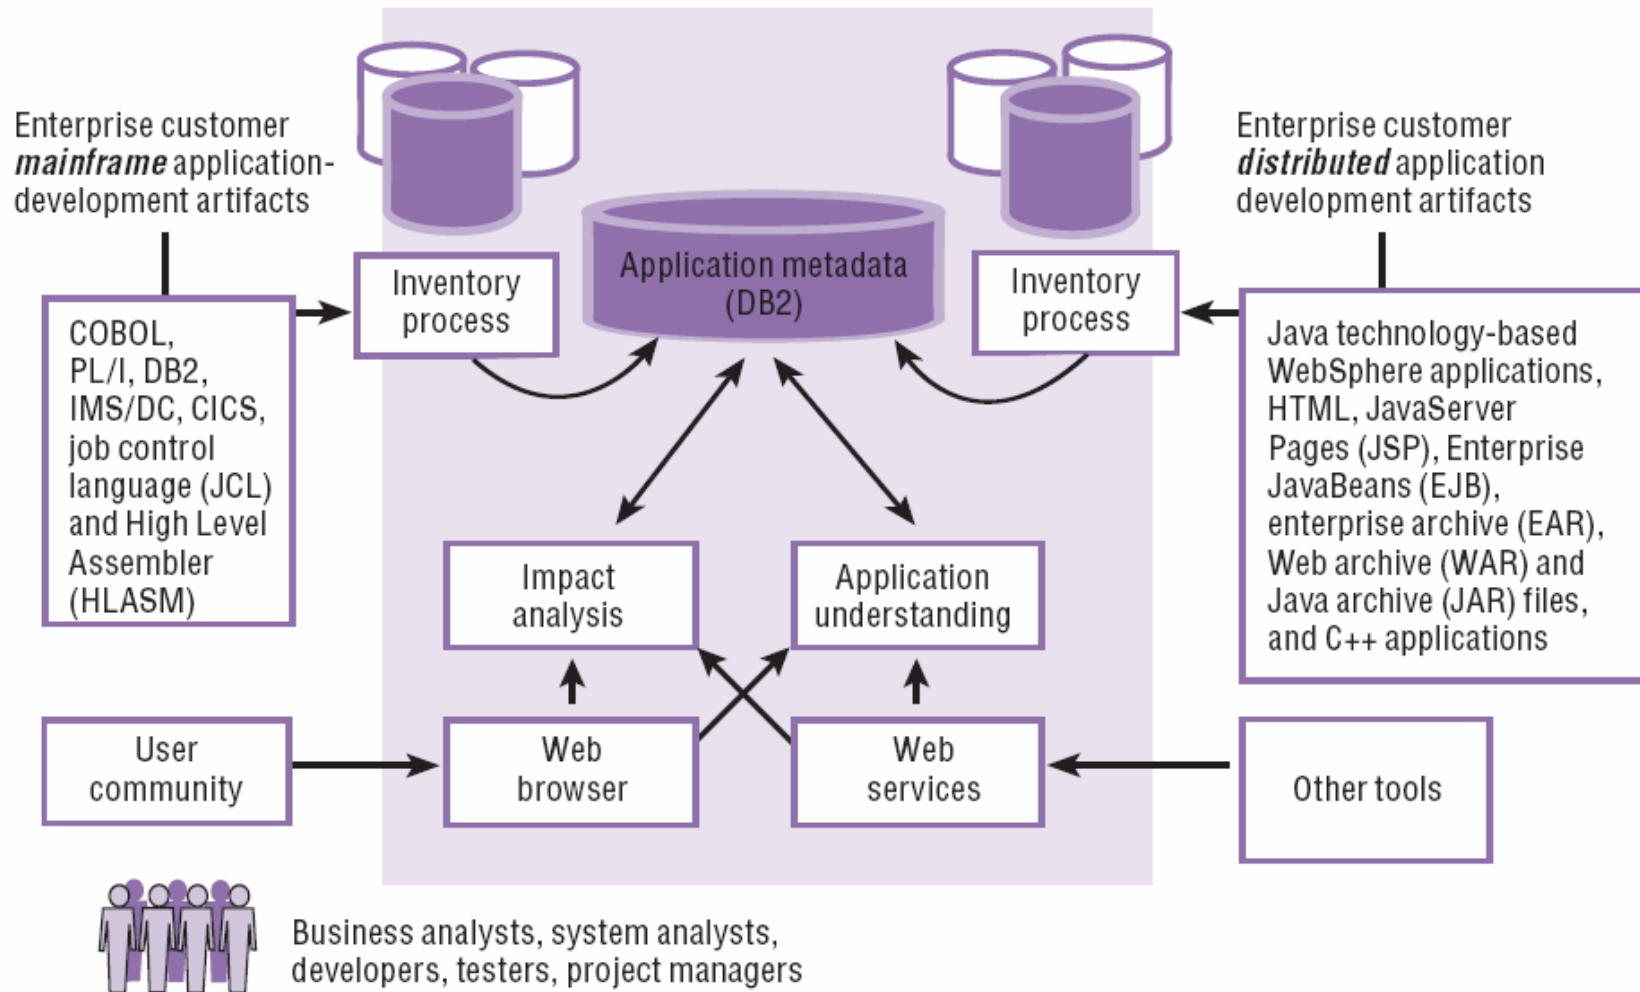 Enterprise customer
mainframe application-
development artifacts
Enterprise customer
distributed application
development artifacts
Inventory
process
Application metadata
(DB2)
Inventory
process
COBOL,
PL/I, DB2,
IMS/DC, CICS,
job control
language (JCL)
and High Level
Assembler
(HLASM)
Java technology-based
WebSphere applications,
HTML, JavaServer
Pages (JSP), Enterprise
JavaBeans (EJB),
enterprise archive (EAR),
Web archive (WAR) and
Java archive (JAR) files,
and C++ applications
Impact
analysis
Application
understanding
User
community
Web
browser
Web
services
Other tools
Business analysts, system analysts,
developers, testers, project managers